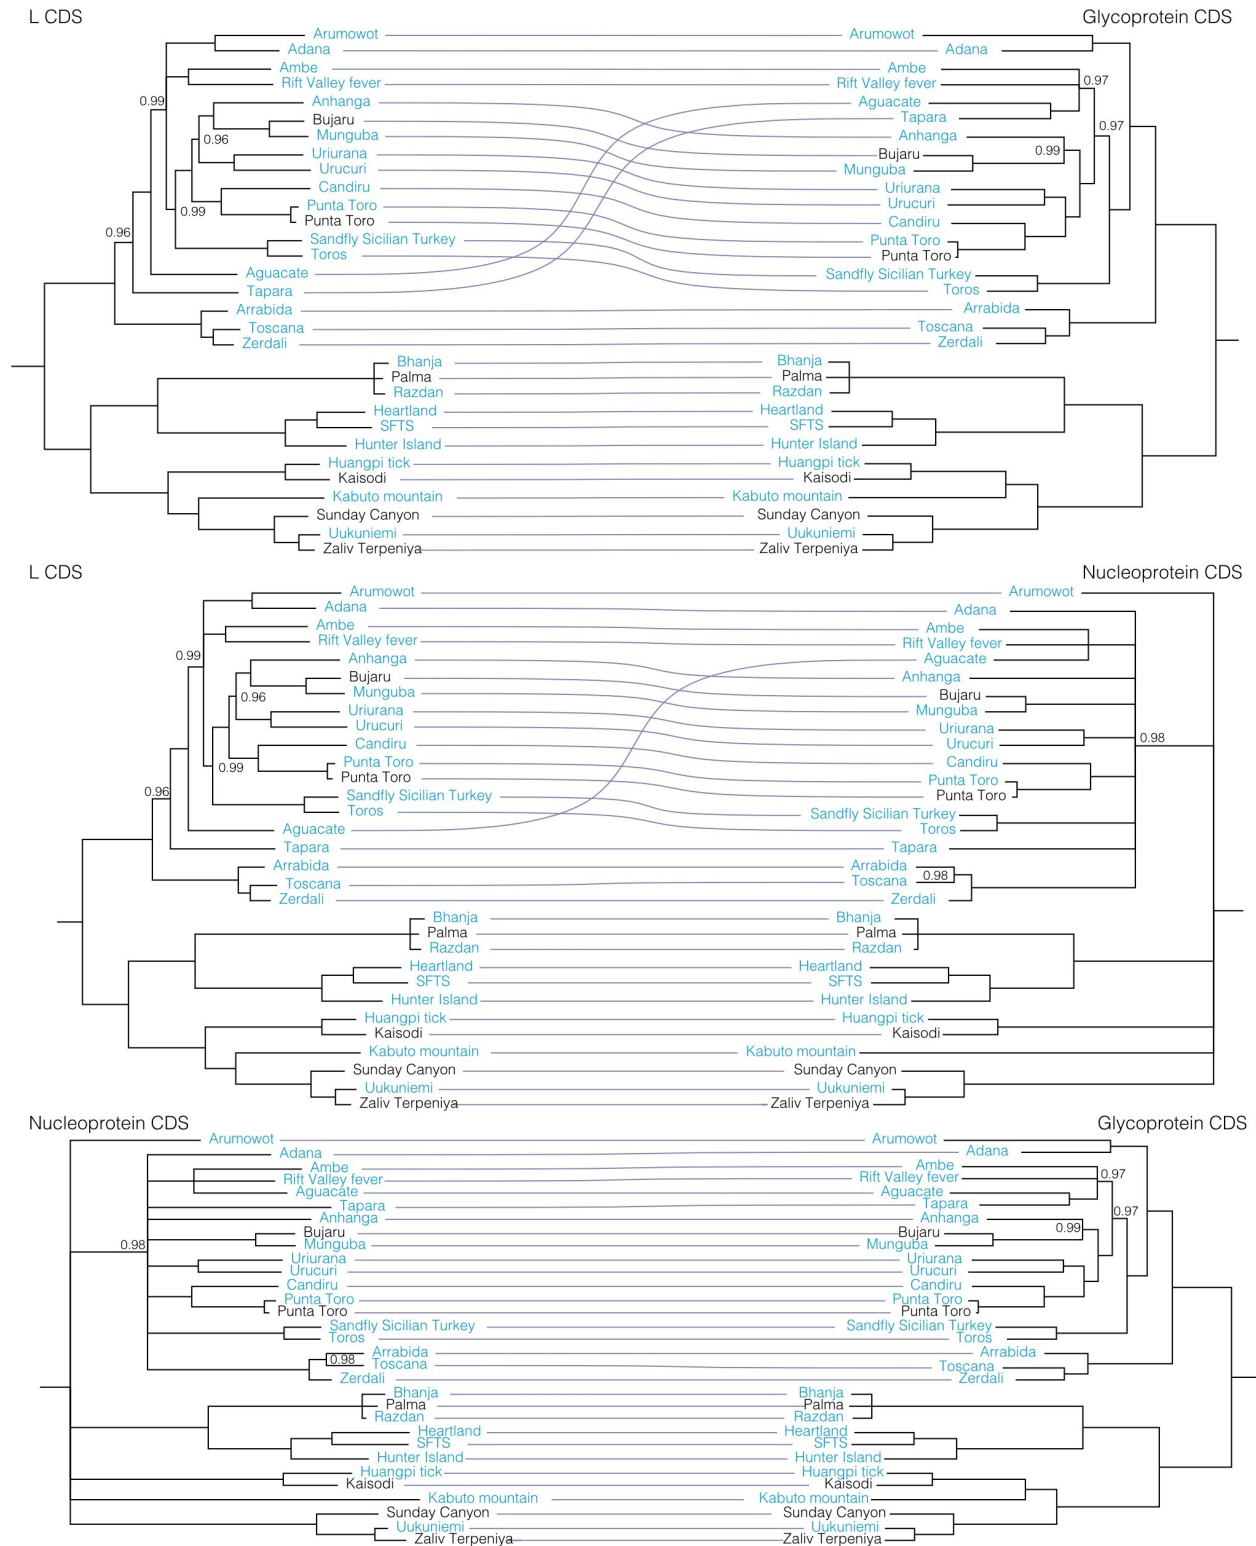 L CDS Glycoprotein CDS
Arumowot Arumowot
Adana Adana
Ambe Ambe
Rift Valley fever Rift Valley fever 0.97
0.99 Anhanga Aguacate
Bujaru Tapara 0.97
0.96 Munguba Anhanga
Uriurana Bujaru 0.99
Urucuri Munguba
Candiru Uriurana
0.99 Punta Toro Urucuri
Punta Toro Candiru
0.96 Sandfly Sicilian Turkey Punta Toro
Toros Punta Toro
Aguacate Sandfly Sicilian Turkey
Tapara Toros
Arrabida Arrabida
Toscana Toscana
Zerdali Zerdali
Bhanja Bhanja
Palma Palma
Razdan Razdan
Heartland Heartland
SFTS SFTS
Hunter Island Hunter Island
Huangpi tick Huangpi tick
Kaisodi Kaisodi
Kabuto mountain Kabuto mountain
Sunday Canyon Sunday Canyon
Uukuniemi Uukuniemi
Zaliv Terpeniya Zaliv Terpeniya
L CDS Nucleoprotein CDS
Arumowot Arumowot
Adana Adana
Ambe Ambe
Rift Valley fever Rift Valley fever
0.99 Anhanga Aguacate
Bujaru Anhanga
0.96 Munguba Bujaru
Uriurana Munguba
Urucuri Uriurana
Candiru Urucuri 0.98
0.99 Punta Toro Candiru
Punta Toro Punta Toro
0.96 Sandfly Sicilian Turkey Punta Toro
Toros Sandfly Sicilian Turkey
Aguacate Toros
Tapara Tapara
Arrabida Arrabida
Toscana Toscana 0.98
Zerdali Zerdali
Bhanja Bhanja
Palma Palma
Razdan Razdan
Heartland Heartland
SFTS SFTS
Hunter Island Hunter Island
Huangpi tick Huangpi tick
Kaisodi Kaisodi
Kabuto mountain Kabuto mountain
Sunday Canyon Sunday Canyon
Uukuniemi Uukuniemi
Zaliv Terpeniya Zaliv Terpeniya
Nucleoprotein CDS Glycoprotein CDS
Arumowot Arumowot
Adana Adana
Ambe Ambe
Rift Valley fever Rift Valley fever 0.97
Aguacate Aguacate
Tapara Tapara
Anhanga Anhanga 0.97
Bujaru Bujaru 0.99
0.98 Munguba Munguba
Uriurana Uriurana
Urucuri Urucuri
Candiru Candiru
Punta Toro Punta Toro
Punta Toro Punta Toro
Sandfly Sicilian Turkey Sandfly Sicilian Turkey
Toros Toros
Arrabida Arrabida
0.98 Toscana Toscana
Zerdali Zerdali
Bhanja Bhanja
Palma Palma
Razdan Razdan
Heartland Heartland
SFTS SFTS
Hunter Island Hunter Island
Huangpi tick Huangpi tick
Kaisodi Kaisodi
Kabuto mountain Kabuto mountain
Sunday Canyon Sunday Canyon
Uukuniemi Uukuniemi
Zaliv Terpeniya Zaliv Terpeniya